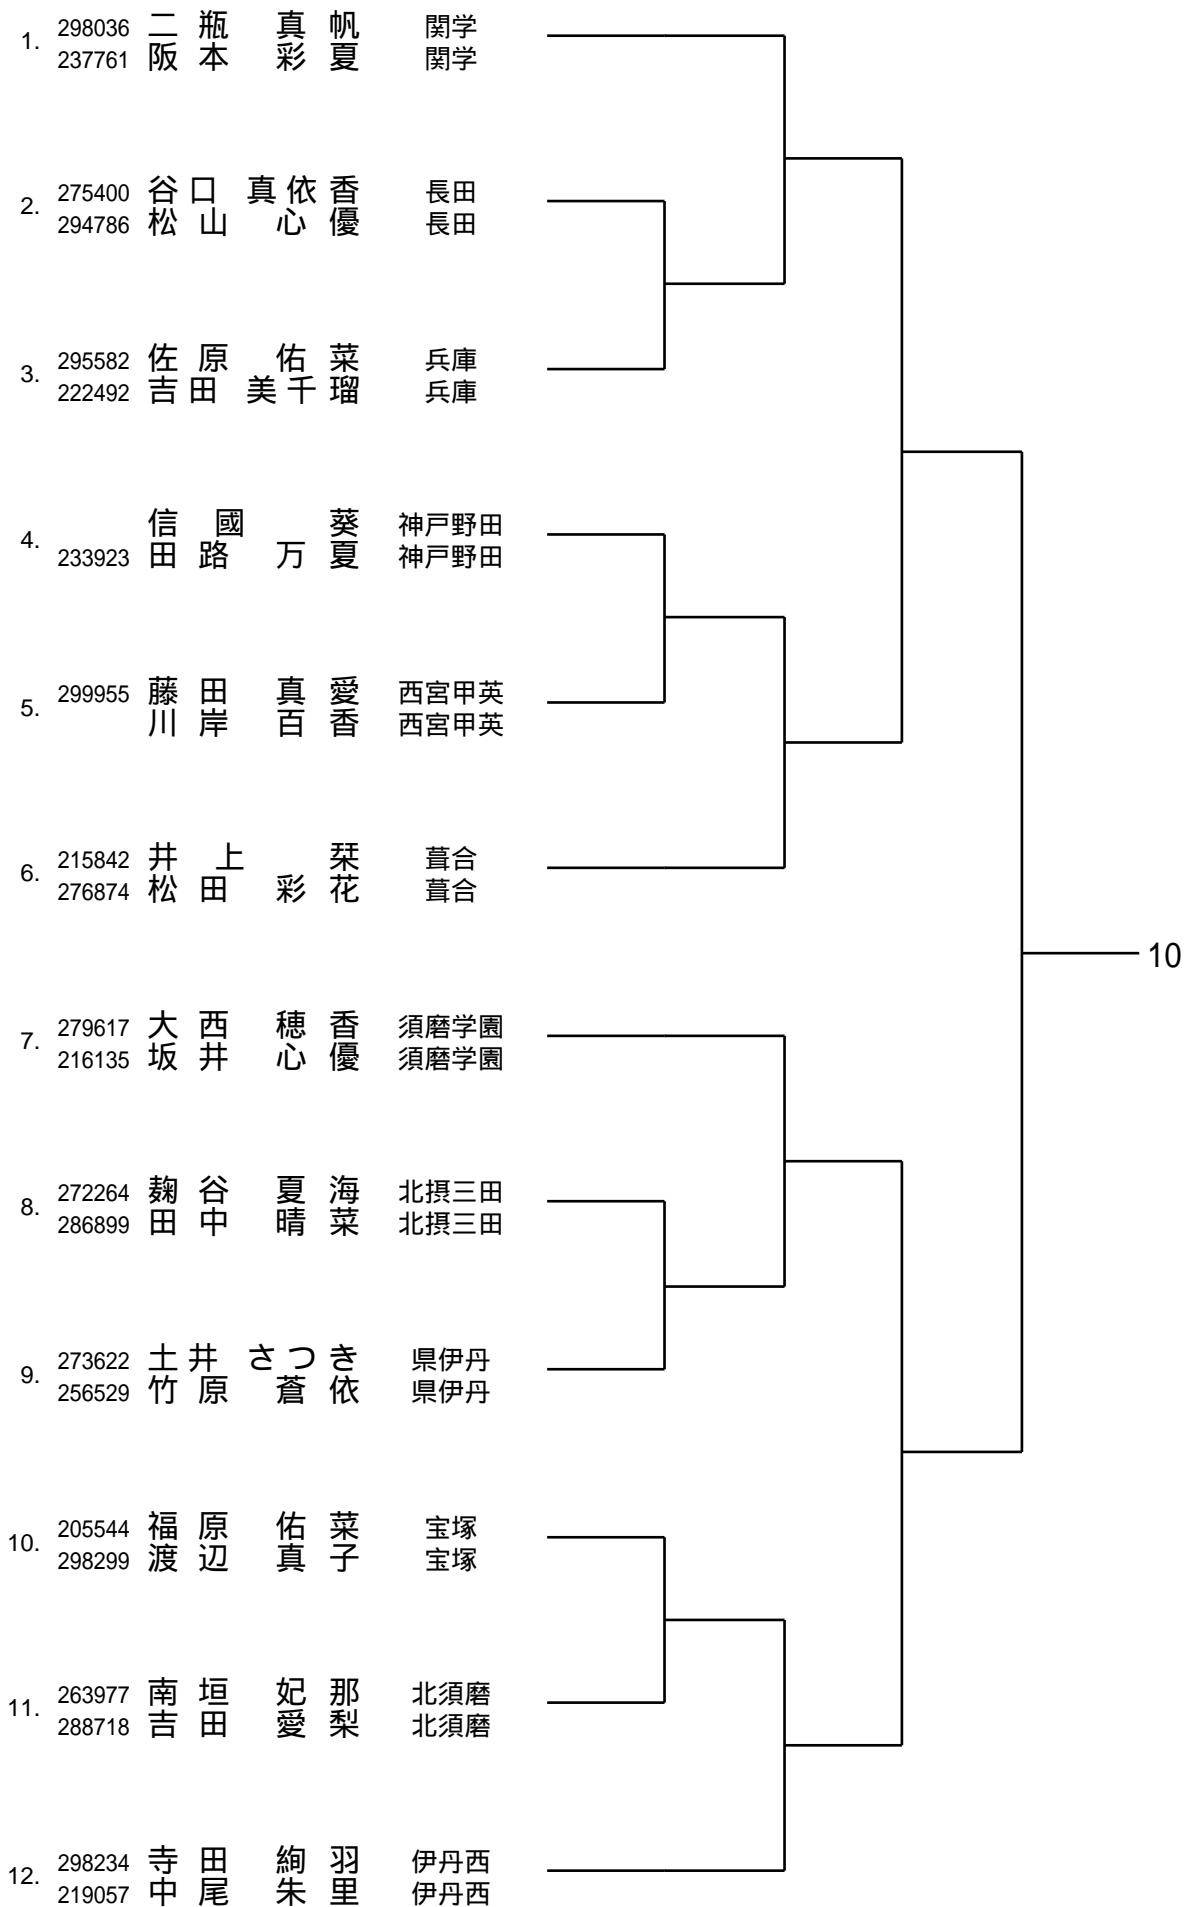 1. 298036 二瓶 真帆 関学
237761 阪本 彩夏 関学
2. 275400 谷口 真依香 長田
294786 松山 心優 長田
3. 295582 佐原 佑菜 兵庫
222492 吉田 美千瑠 兵庫
4. 信國 葵 神戸野田
233923 田路 万夏 神戸野田
5. 299955 藤田 真愛 西宮甲英
川岸 百香 西宮甲英
6. 215842 井上 栞 葺合
276874 松田 彩花 葺合
10
7. 279617 大西 穂香 須磨学園
216135 坂井 心優 須磨学園
8. 272264 麹谷 夏海 北摂三田
286899 田中 晴菜 北摂三田
9. 273622 土井 さつき 県伊丹
256529 竹原 蒼依 県伊丹
10. 205544 福原 佑菜 宝塚
298299 渡辺 真子 宝塚
11. 263977 南垣 妃那 北須磨
288718 吉田 愛梨 北須磨
12. 298234 寺田 絢羽 伊丹西
219057 中尾 朱里 伊丹西